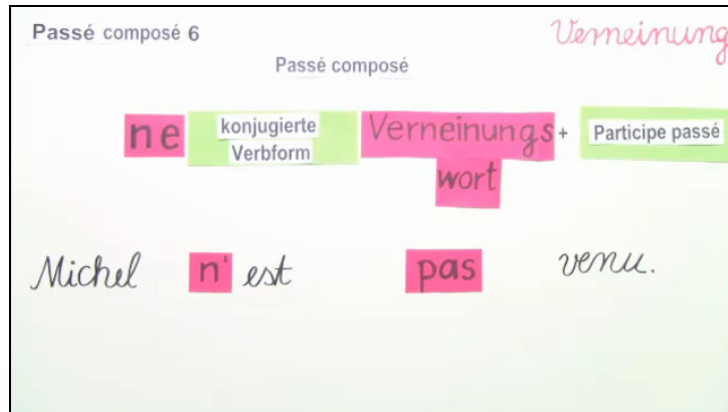 Passé composé 6
Verneinung
Passé composé
ne konjugierte Verbform Verneinungs wort + Participe passé
Michel n' est pas venu.